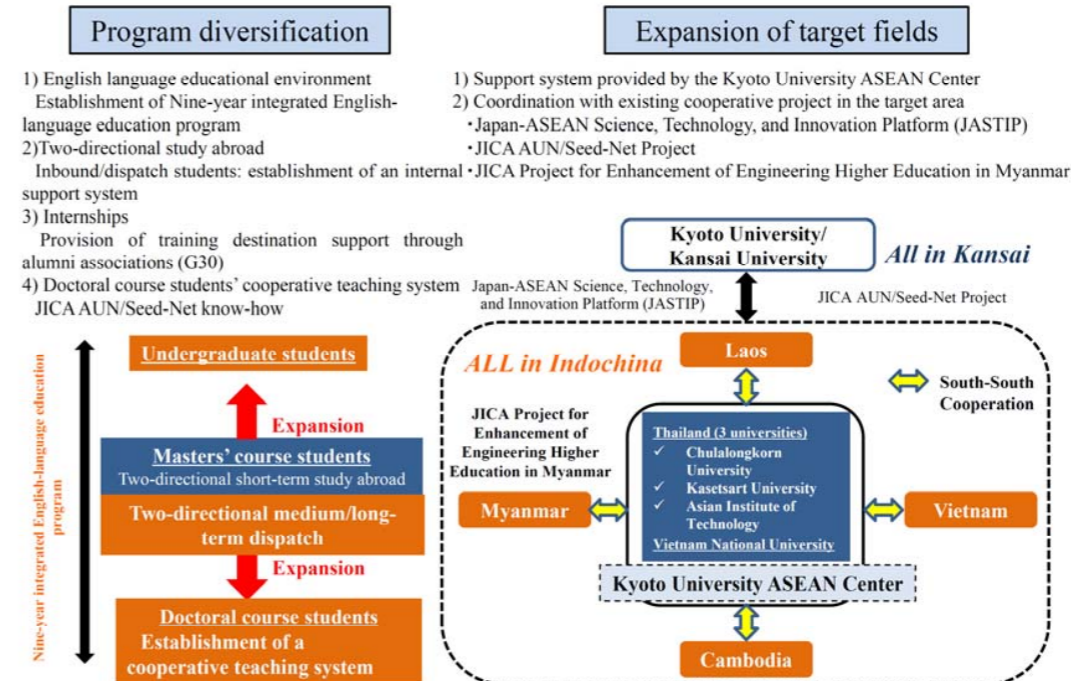 Program diversification
1) English language educational environment
Establishment of Nine-year integrated English-
language education program
2)Two-directional study abroad
Inbound/dispatch students: establishment of an internal
support system
3) Internships
Provision of training destination support through
alumni associations (G30)
4) Doctoral course students' cooperative teaching system
JICA AUN/Seed-Net know-how
Nine-year integrated English-language education
program
Undergraduate students
Expansion
Masters' course students
Two-directional short-term study abroad
Two-directional medium/long-
term dispatch
Expansion
Doctoral course students
Establishment of a
cooperative teaching system
Expansion of target fields
1) Support system provided by the Kyoto University ASEAN Center
2) Coordination with existing cooperative project in the target area
・Japan-ASEAN Science, Technology, and Innovation Platform (JASTIP)
・JICA AUN/Seed-Net Project
・JICA Project for Enhancement of Engineering Higher Education in Myanmar
Kyoto University/
Kansai University
All in Kansai
Japan-ASEAN Science, Technology,
and Innovation Platform (JASTIP)
JICA AUN/Seed-Net Project
ALL in Indochina
Laos
South-South
Cooperation
JICA Project for
Enhancement of
Engineering Higher
Education in Myanmar
Thailand (3 universities)
✓ Chulalongkorn
University
✓ Kasetsart University
✓ Asian Institute of
Technology
Vietnam National University
Myanmar
Vietnam
Kyoto University ASEAN Center
Cambodia